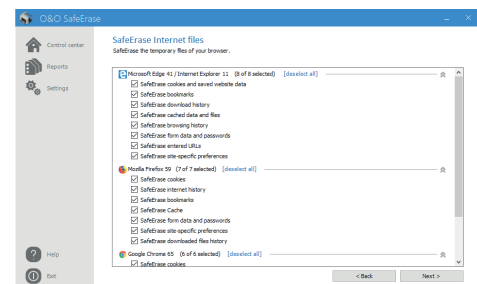 O&O SafeErase
Control center
Reports
Settings
Help
Exit
SafeErase Internet files
SafeErase the temporary files of your browser.
Microsoft Edge 41 / Internet Explorer 11 (8 of 8 selected) [deselect all]
SafeErase cookies and saved website data
SafeErase bookmarks
SafeErase download history
SafeErase cached data and files
SafeErase browsing history
SafeErase form data and passwords
SafeErase entered URLs
SafeErase site-specific preferences
Mozilla Firefox 59 (7 of 7 selected) [deselect all]
SafeErase cookies
SafeErase internet history
SafeErase bookmarks
SafeErase Cache
SafeErase form data and passwords
SafeErase site-specific preferences
SafeErase downloaded files history
Google Chrome 65 (6 of 6 selected) [deselect all]
SafeErase cookies
< Back
Next >